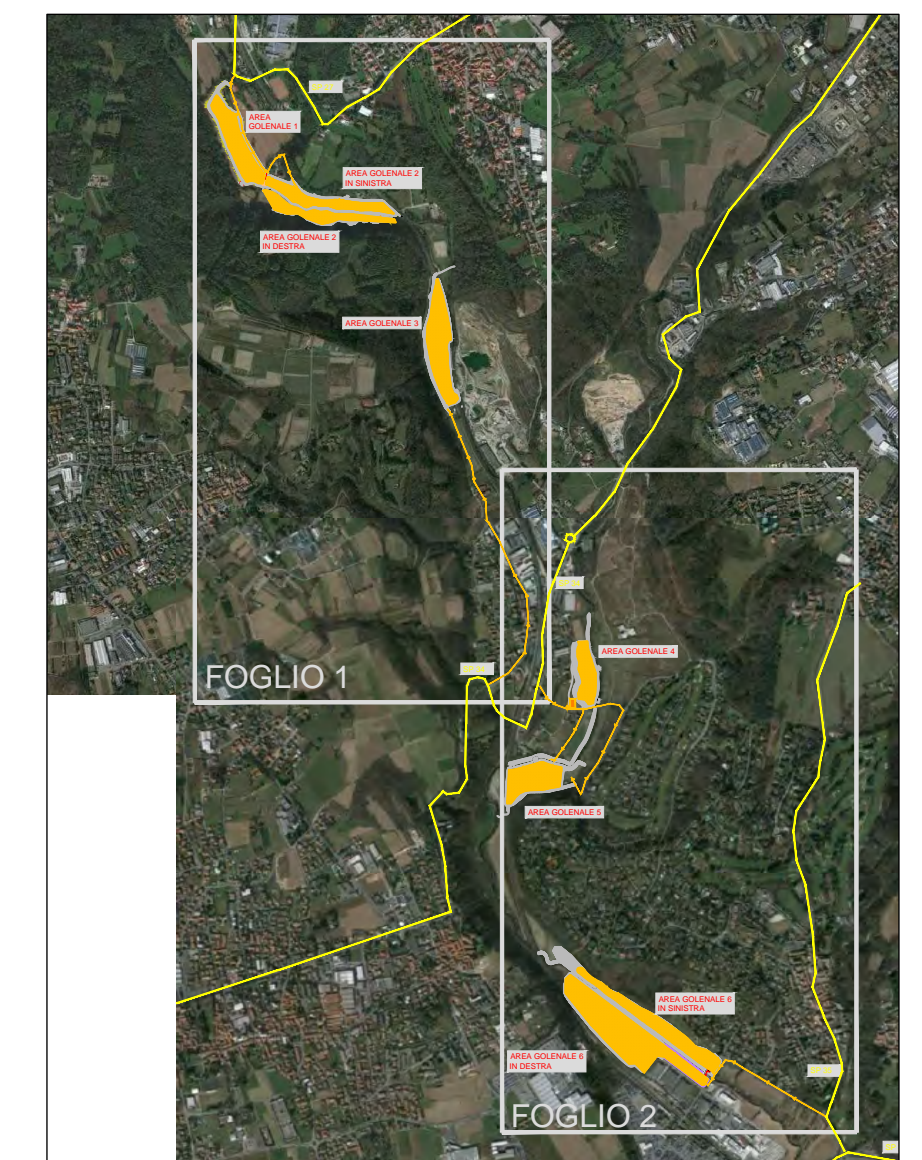 AREA
GOLENALE 1
AREA GOLENALE 2
IN SINISTRA
AREA GOLENALE 2
IN DESTRA
AREA GOLENALE 3
FOGLIO 1
AREA GOLENALE 4
AREA GOLENALE 5
AREA GOLENALE 6
IN SINISTRA
AREA GOLENALE 6
IN DESTRA
FOGLIO 2